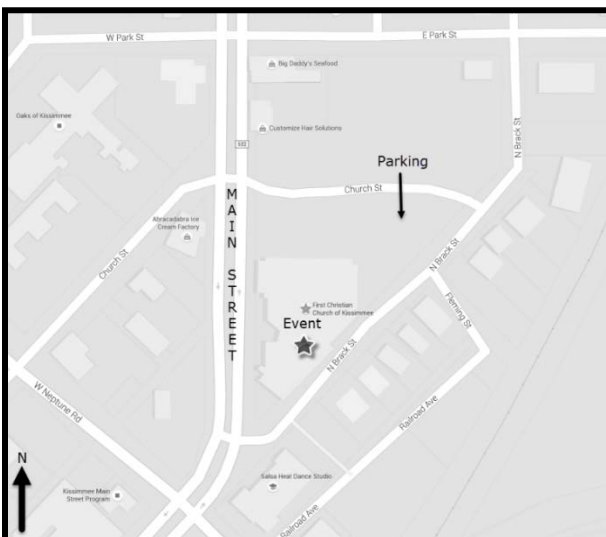 W Park St
E Park St
Big Daddy's Seafood
Oaks of Kissimmee
Customize Hair Solutions
N Brack St
Parking
MAIN STREET
Church St
Abracadabra Ice
Cream Factory
Church St
N Brack St
Fleming St
First Christian
Church of Kissimmee
Event
N Brack St
W Neptune Rd
Railroad Ave
N
Salsa Heat Dance Studio
Kissimmee Main
Street Program
Railroad Ave